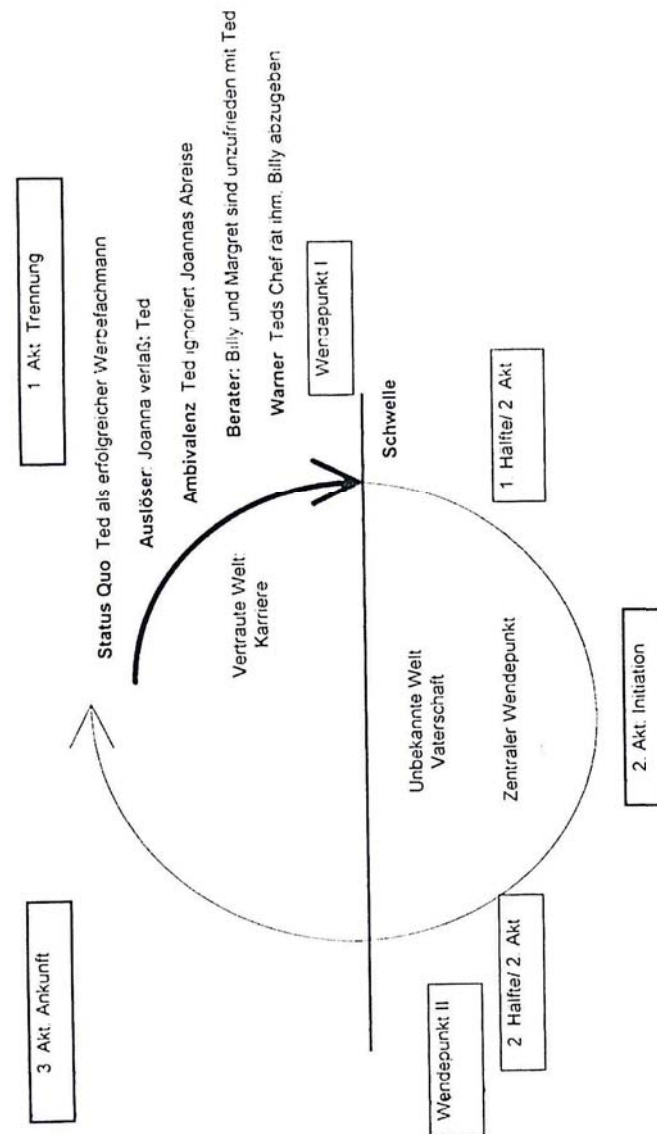 1 Akt Trennung
Status Quo Ted als erfolgreicher Werbefachmann
Auslöser: Joanna verläßt Ted
Ambivalenz Ted ignoriert Joannas Abreise
Berater: Billy und Margret sind unzufrieden mit Ted
Warner Teds Chef rät ihm, Billy abzugeben
Wendepunkt I
Schwelle
Vertraute Welt:
Karriere
Unbekannte Welt
Vaterschaft
Zentraler Wendepunkt
1 Hälfte/ 2 Akt
2. Akt. Initiation
2 Hälfte/ 2 Akt
Wendepunkt II
3 Akt. Ankunft